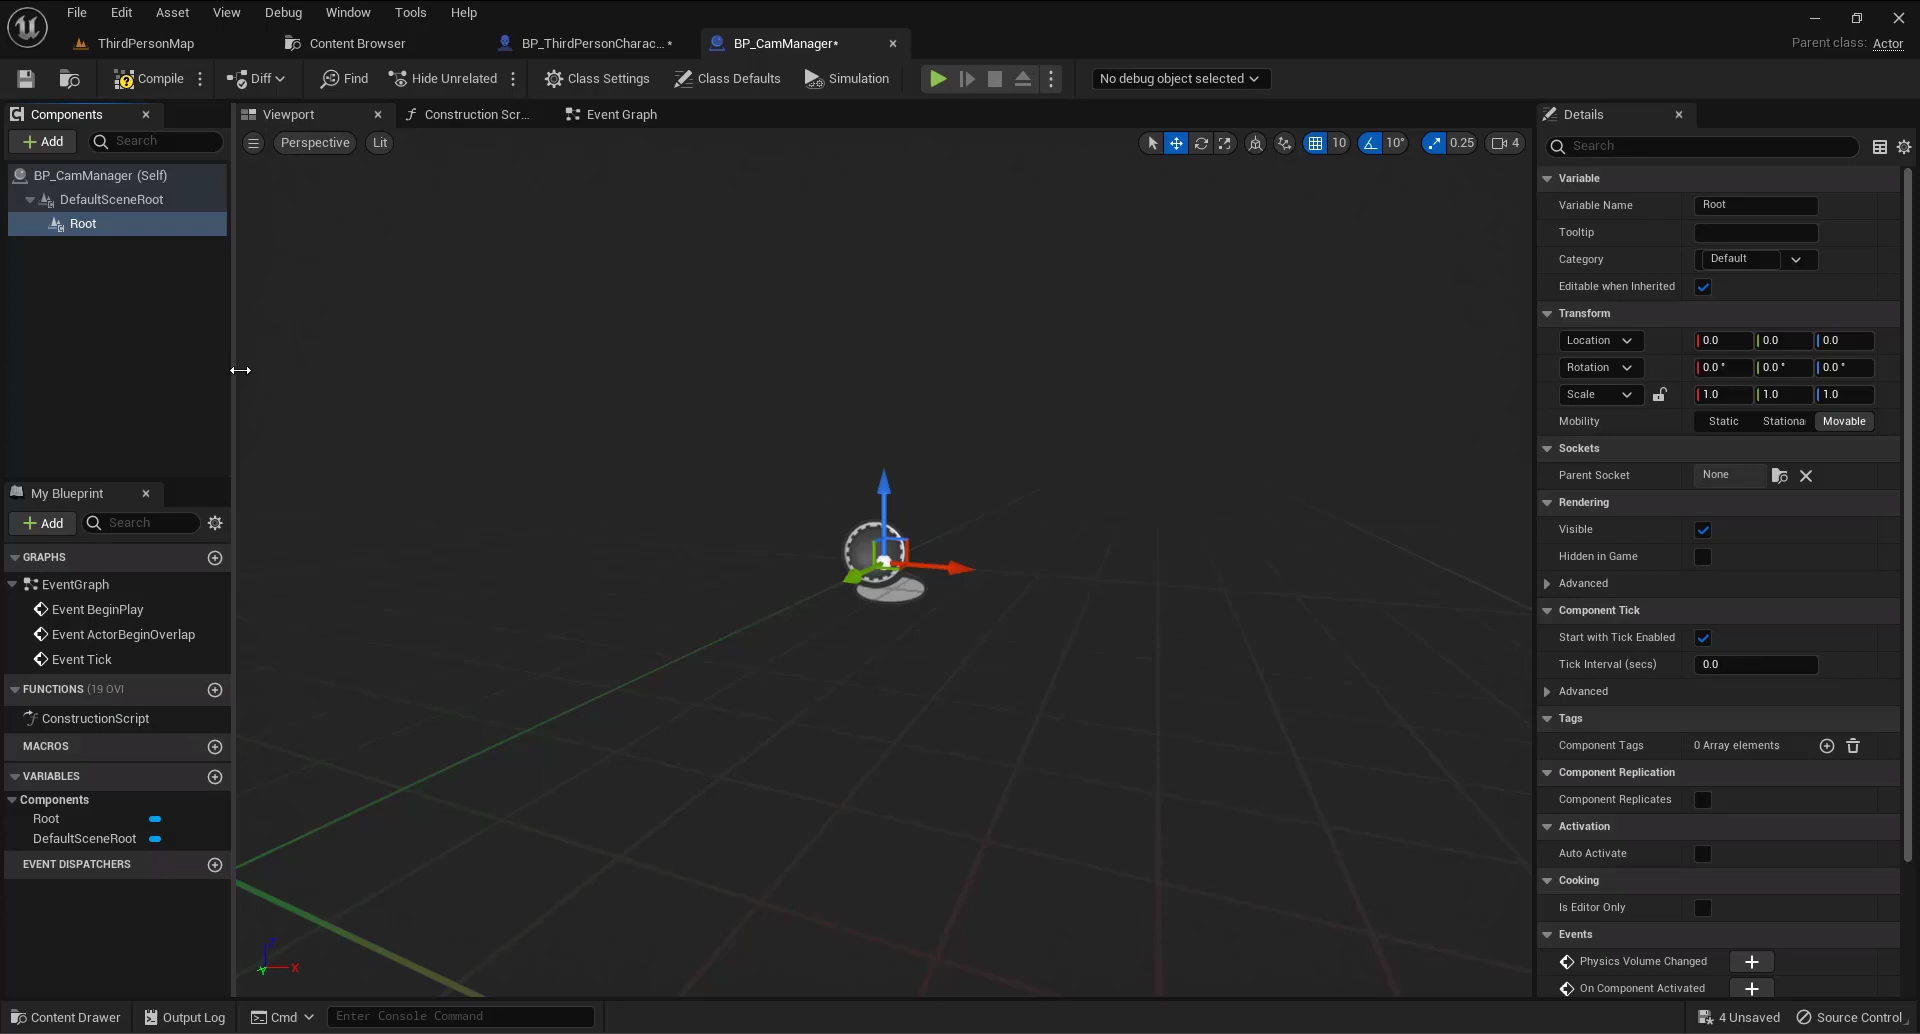 File Edit Asset View Debug Window Tools Help
ThirdPersonMap Content Browser BP_ThirdPersonCharac...* BP_CamManager*
Parent class: Actor
Compile Diff Find Hide Unrelated Class Settings Class Defaults Simulation No debug object selected
Components
Add Search
BP_CamManager (Self)
DefaultSceneRoot
Root
My Blueprint
Add Search
GRAPHS
EventGraph
Event BeginPlay
Event ActorBeginOverlap
Event Tick
FUNCTIONS (19 OVI
ConstructionScript
MACROS
VARIABLES
Components
Root
DefaultSceneRoot
EVENT DISPATCHERS
Viewport Construction Scr... Event Graph
Perspective Lit 10 10° 0.25 4
Z
X
Y
Details
Search
Variable
Variable Name Root
Tooltip
Category Default
Editable when Inherited
Transform
Location 0.0 0.0 0.0
Rotation 0.0 ° 0.0 ° 0.0 °
Scale 1.0 1.0 1.0
Mobility Static Stationa Movable
Sockets
Parent Socket None
Rendering
Visible
Hidden in Game
Advanced
Component Tick
Start with Tick Enabled
Tick Interval (secs) 0.0
Advanced
Tags
Component Tags 0 Array elements
Component Replication
Component Replicates
Activation
Auto Activate
Cooking
Is Editor Only
Events
Physics Volume Changed
On Component Activated
Content Drawer Output Log Cmd Enter Console Command 4 Unsaved Source Control